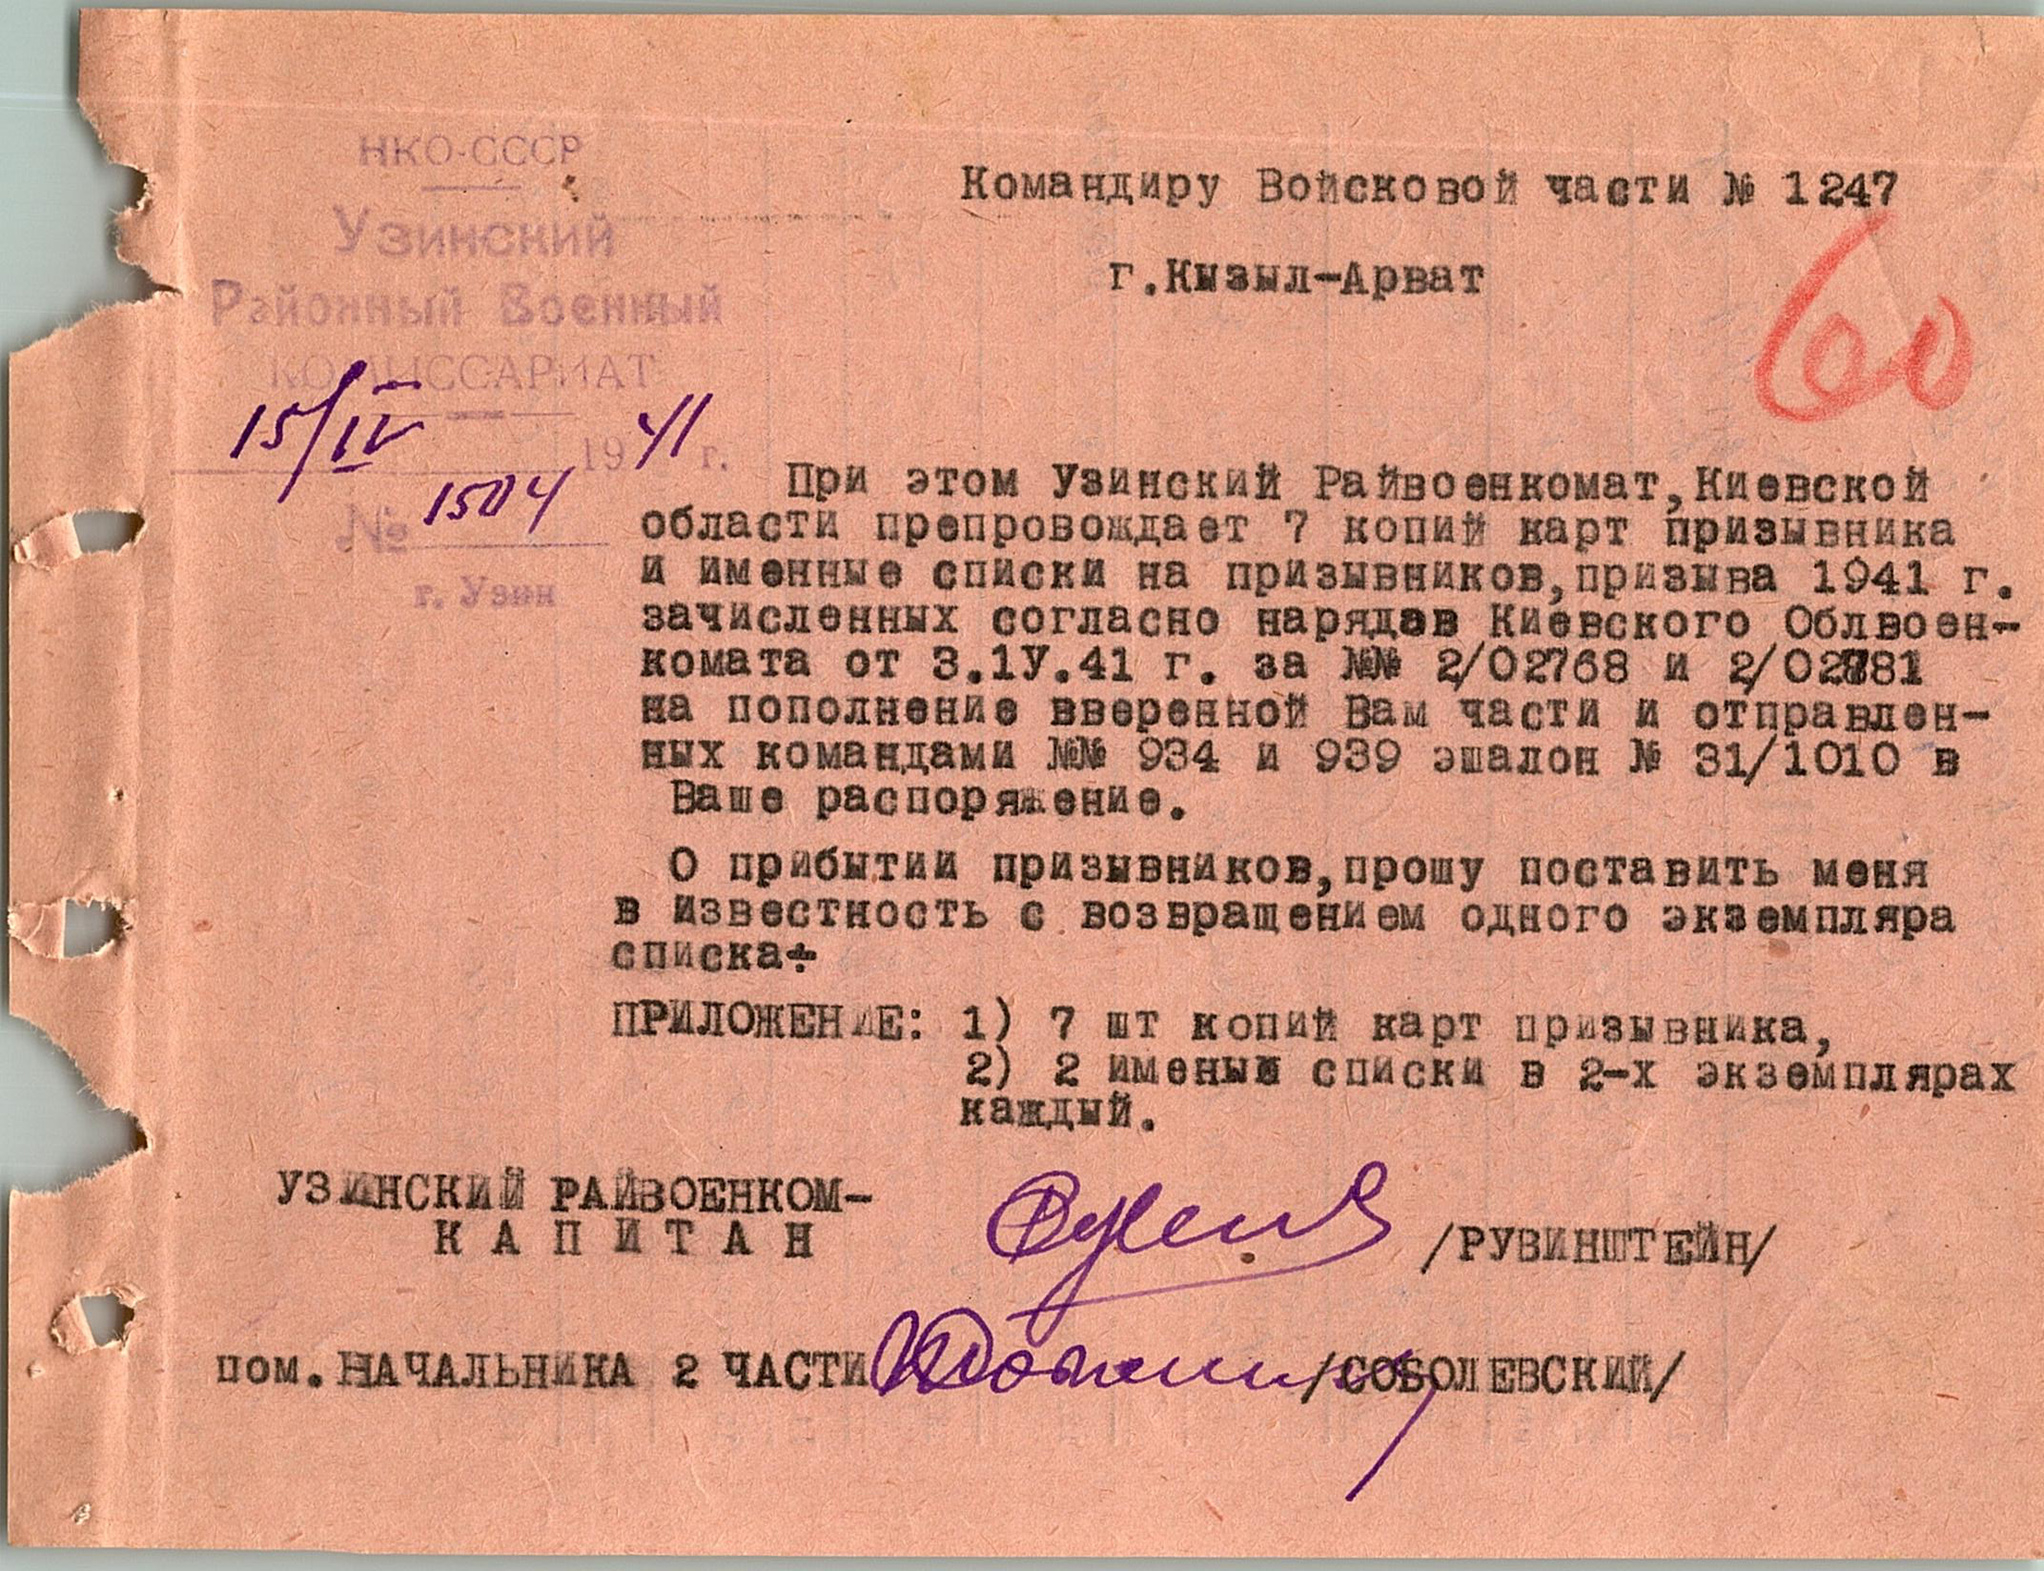 НКО-СССР
Узинский
Районный Военный
КОМИССАРИАТ
15/IV 1941 г.
№ 1504
г. Узин
Командиру Войсковой части № 1247
г.Кызыл-Арват
60
При этом Узинский Райвоенкомат,Киевской
области препровождает 7 копий карт призывника
и именные списки на призывников,призыва 1941 г.
зачисленных согласно нарядов Киевского Облвоен-
комата от 3.1У.41 г. за №№ 2/02768 и 2/02881
на пополнение вверенной Вам части и отправлен-
ных командами №№ 934 и 939 эшалон № 31/1010 в
Ваше распоряжение.
О прибытии призывников,прошу поставить меня
в известность с возвращением одного экземпляра
списка÷
ПРИЛОЖЕНИЕ: 1) 7 шт копий карт призывника,
2) 2 именые списки в 2-х экземплярах
каждый.
УЗИНСКИЙ РАЙВОЕНКОМ-
К А П И Т А Н /РУВИНШТЕЙН/
пом.НАЧАЛЬНИКА 2 ЧАСТИ /СОБОЛЕВСКИЙ/